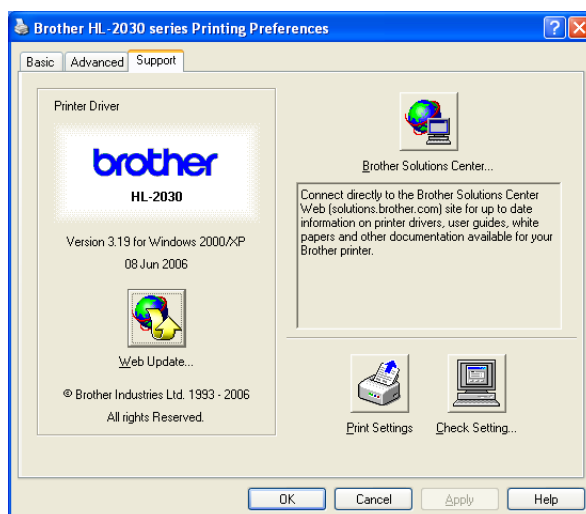 Brother HL-2030 series Printing Preferences
Basic
Advanced
Support
Printer Driver
brother
HL-2030
Version 3.19 for Windows 2000/XP
08 Jun 2006
Web Update...
© Brother Industries Ltd. 1993 - 2006
All rights Reserved.
Brother Solutions Center...
Connect directly to the Brother Solutions Center
Web (solutions.brother.com) site for up to date
information on printer drivers, user guides, white
papers and other documentation available for your
Brother printer.
Print Settings
Check Setting...
OK
Cancel
Apply
Help